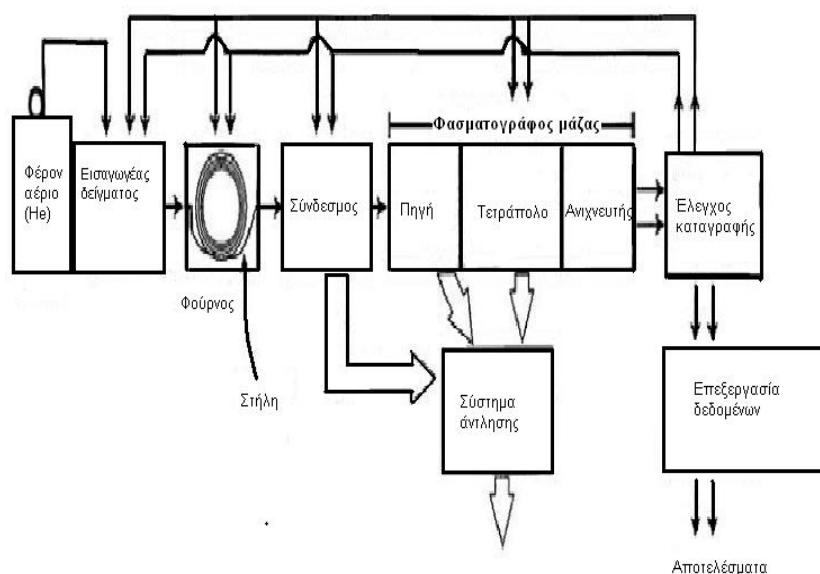 Φασματογράφος μάζας
Φέρον
αέριο
(He)
Εισαγωγέας
δείγματος
Σύνδεσμος
Πηγή
Τετράπολο
Ανιχνευτής
Έλεγχος
καταγραφής
Φούρνος
Στήλη
Σύστημα
άντλησης
Επεξεργασία
δεδομένων
Αποτελέσματα